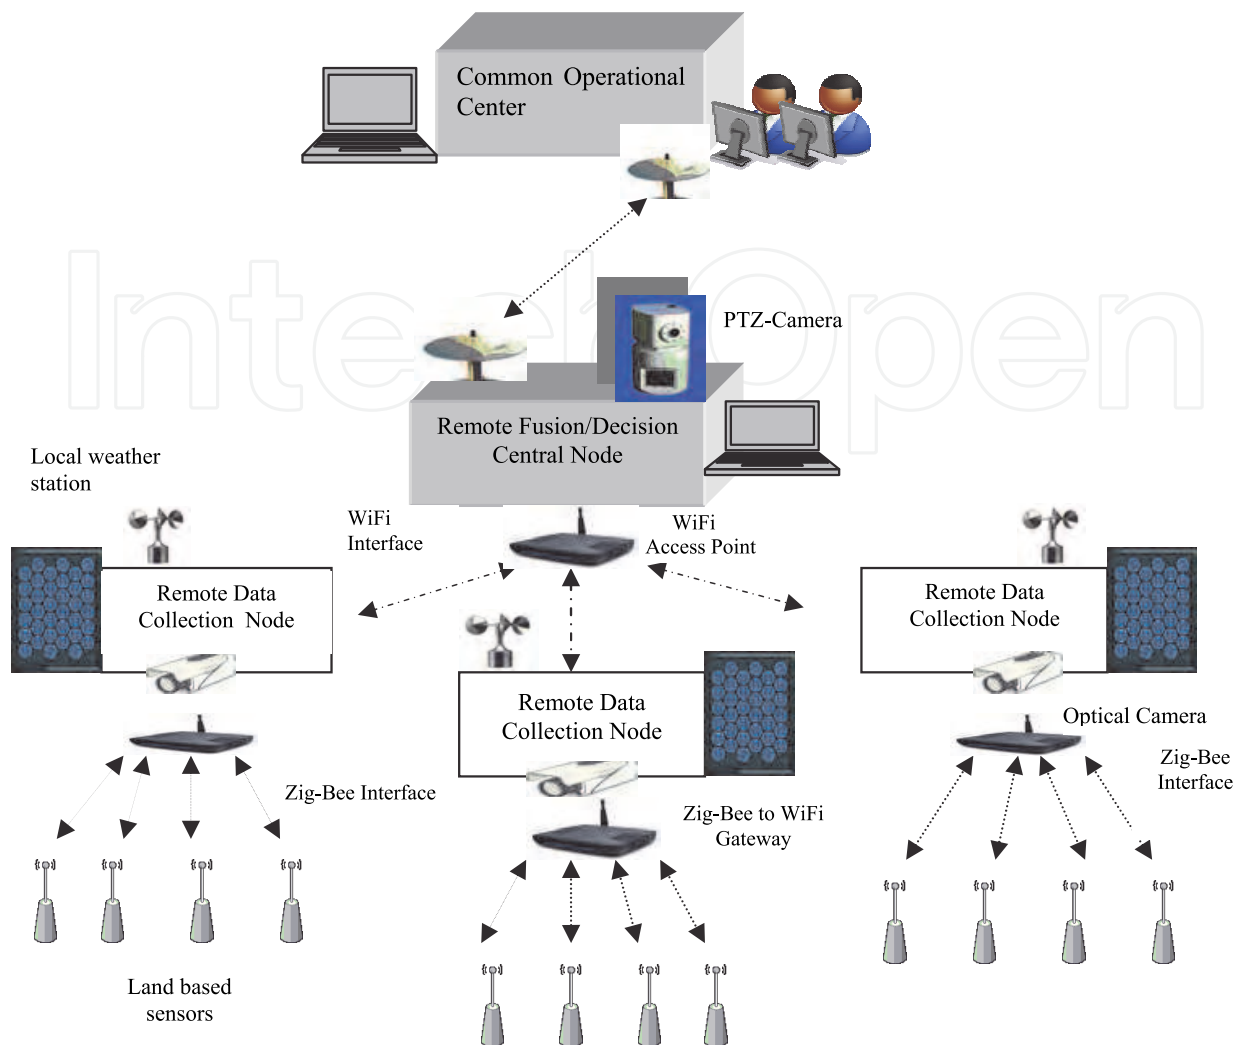 Common Operational
Center
IntechOpen
PTZ-Camera
Remote Fusion/Decision
Central Node
Local weather
station
WiFi
Interface
WiFi
Access Point
Remote Data
Collection Node
Remote Data
Collection Node
Remote Data
Collection Node
Optical Camera
Zig-Bee Interface
Zig-Bee
Interface
Zig-Bee to WiFi
Gateway
Land based
sensors